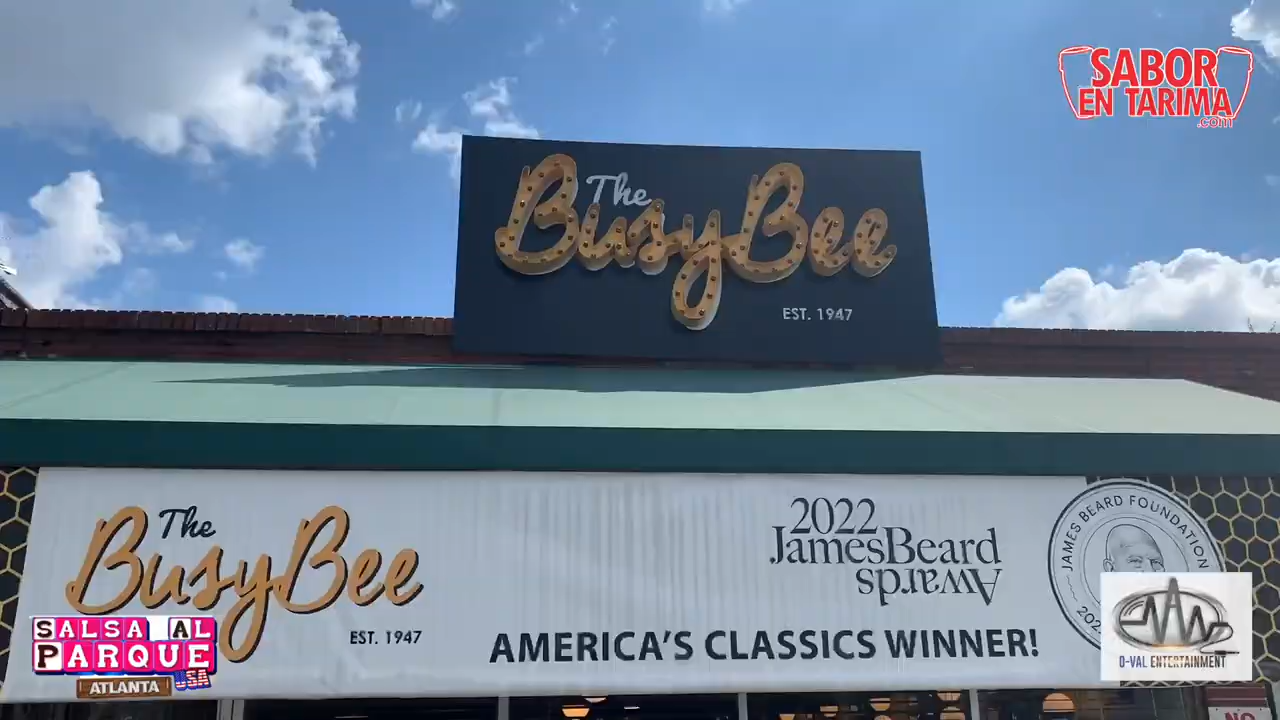 SABOR
EN TARIMA
.com
The
BusyBee
EST. 1947
The
BusyBee
EST. 1947
2022
JamesBeard
Awards
AMERICA'S CLASSICS WINNER!
JAMES BEARD FOUNDATION
SALSA AL
PARQUE
USA
ATLANTA
D-VAL ENTERTAINMENT